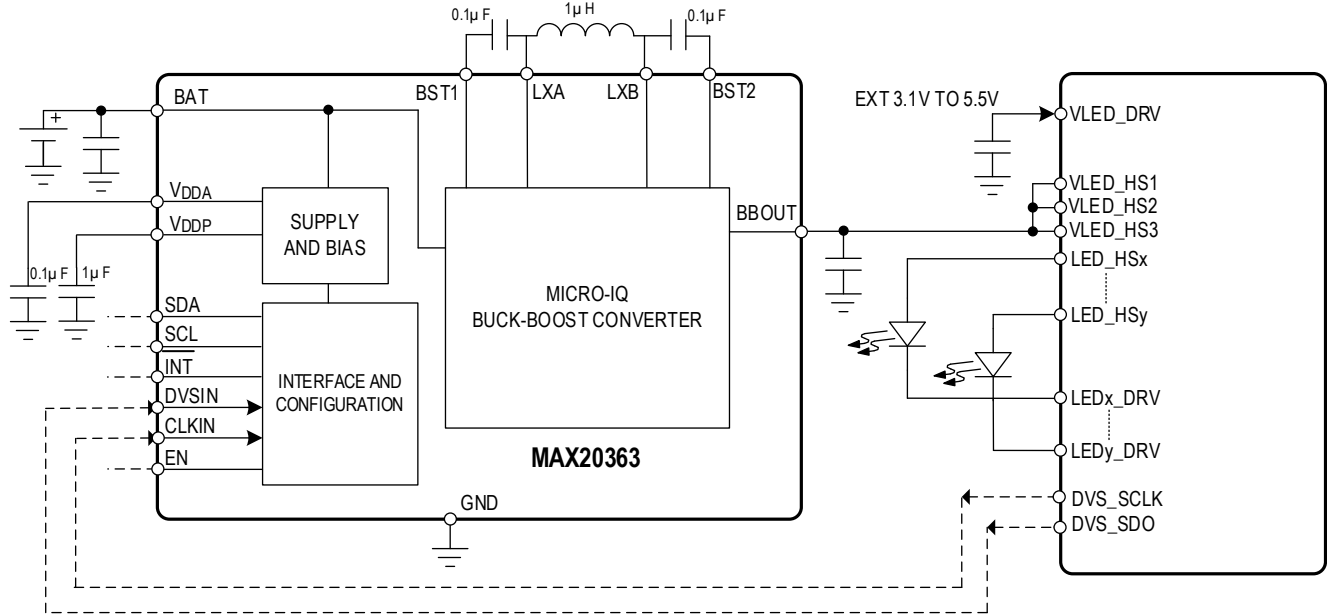 0.1µF
1µH
0.1µF
BAT
BST1
LXA
LXB
BST2
EXT 3.1V TO 5.5V
VLED_DRV
+
VDDA
VDDP
SUPPLY
AND BIAS
BBOUT
VLED_HS1
VLED_HS2
VLED_HS3
LED_HSx
0.1µF
1µF
MICRO-IQ
BUCK-BOOST CONVERTER
SDA
SCL
INT
DVSIN
CLKIN
EN
INTERFACE AND
CONFIGURATION
LED_HSy
LEDx_DRV
LEDy_DRV
MAX20363
GND
DVS_SCLK
DVS_SDO